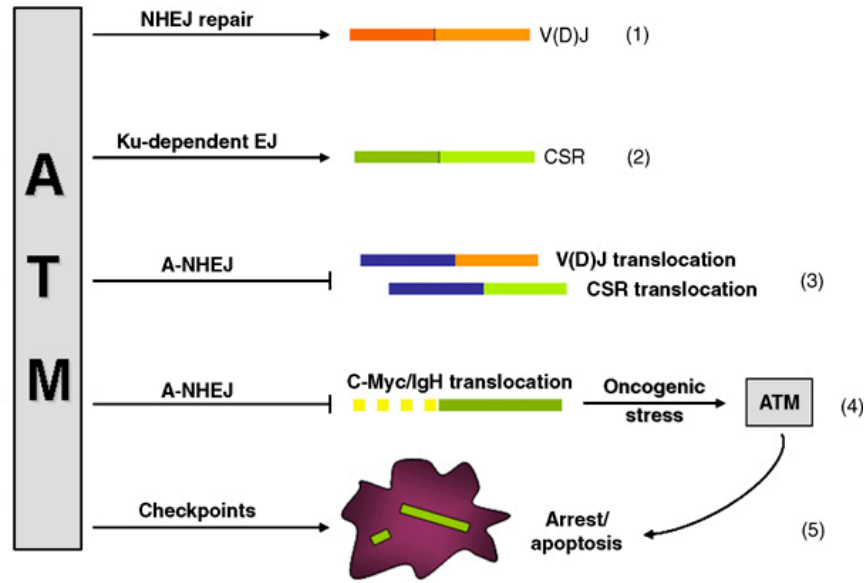 NHEJ repair
V(D)J
(1)
Ku-dependent EJ
CSR
(2)
A
T
M
A-NHEJ
V(D)J translocation
CSR translocation
(3)
A-NHEJ
C-Myc/IgH translocation
Oncogenic
stress
ATM
(4)
Checkpoints
Arrest/
apoptosis
(5)